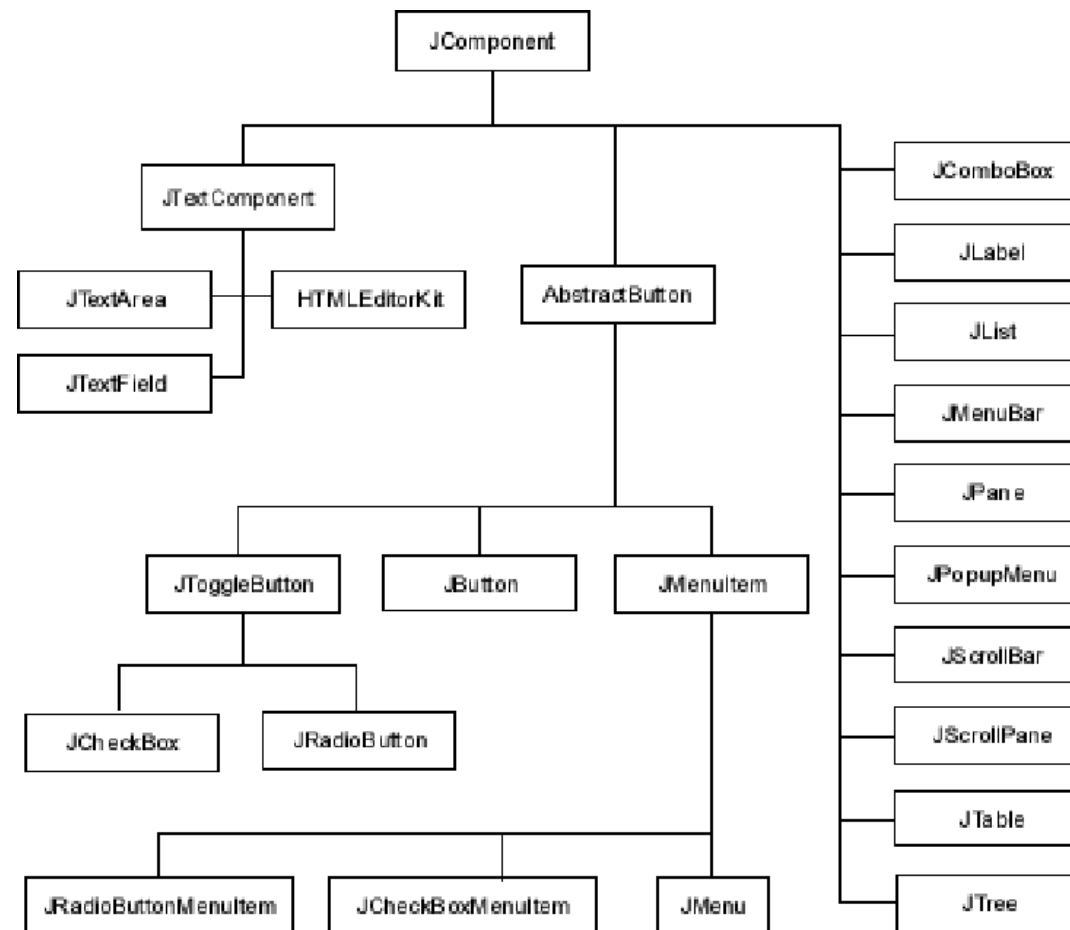 JComponent
JTextComponent
JTextArea
HTMLEditorKit
JTextField
AbstractButton
JToggleButton
JButton
JMenuItem
JCheckBox
JRadioButton
JRadioButtonMenuItem
JCheckBoxMenuItem
JMenu
JComboBox
JLabel
JList
JMenuBar
JPane
JPopupMenu
JScrollBar
JScrollPane
JTable
JTree